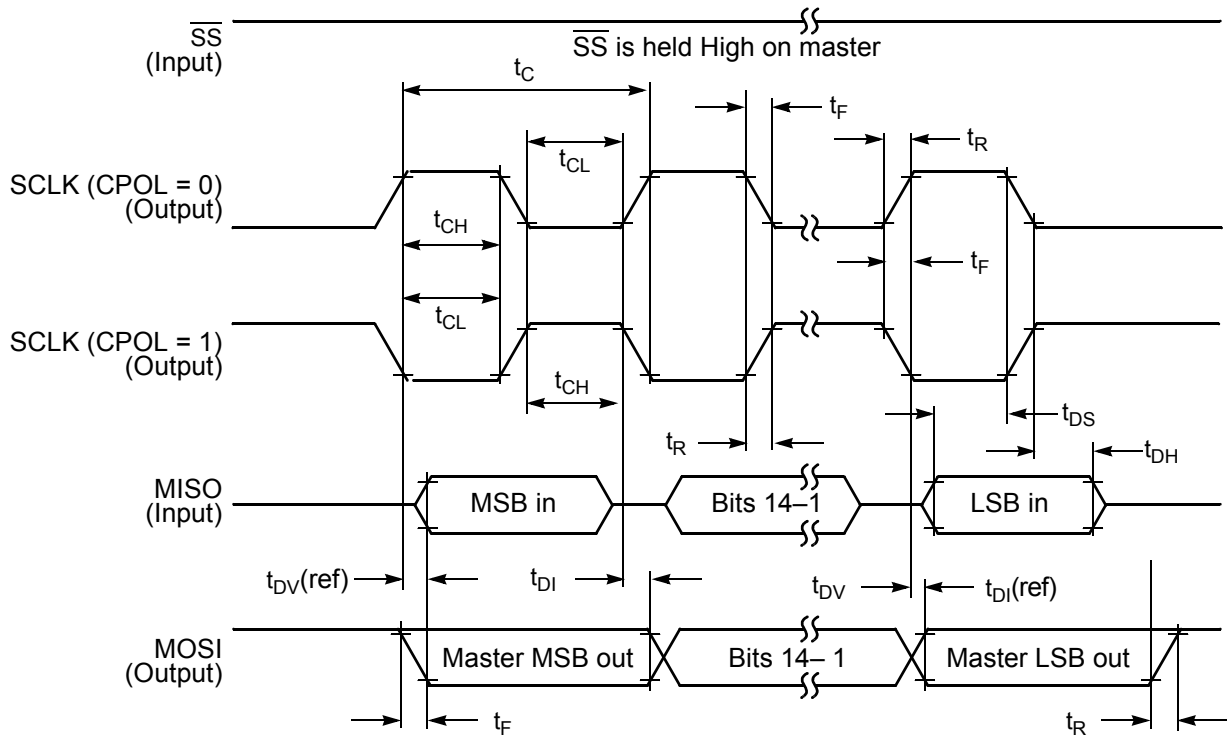 SS
(Input)
SS is held High on master
tC
tF
tR
tCL
SCLK (CPOL = 0)
(Output)
tCH
tF
tCL
SCLK (CPOL = 1)
(Output)
tCH
tDS
tR
tDH
MISO
(Input)
MSB in
Bits 14–1
LSB in
tDV(ref)
tDI
tDV
tDI(ref)
MOSI
(Output)
Master MSB out
Bits 14– 1
Master LSB out
tF
tR